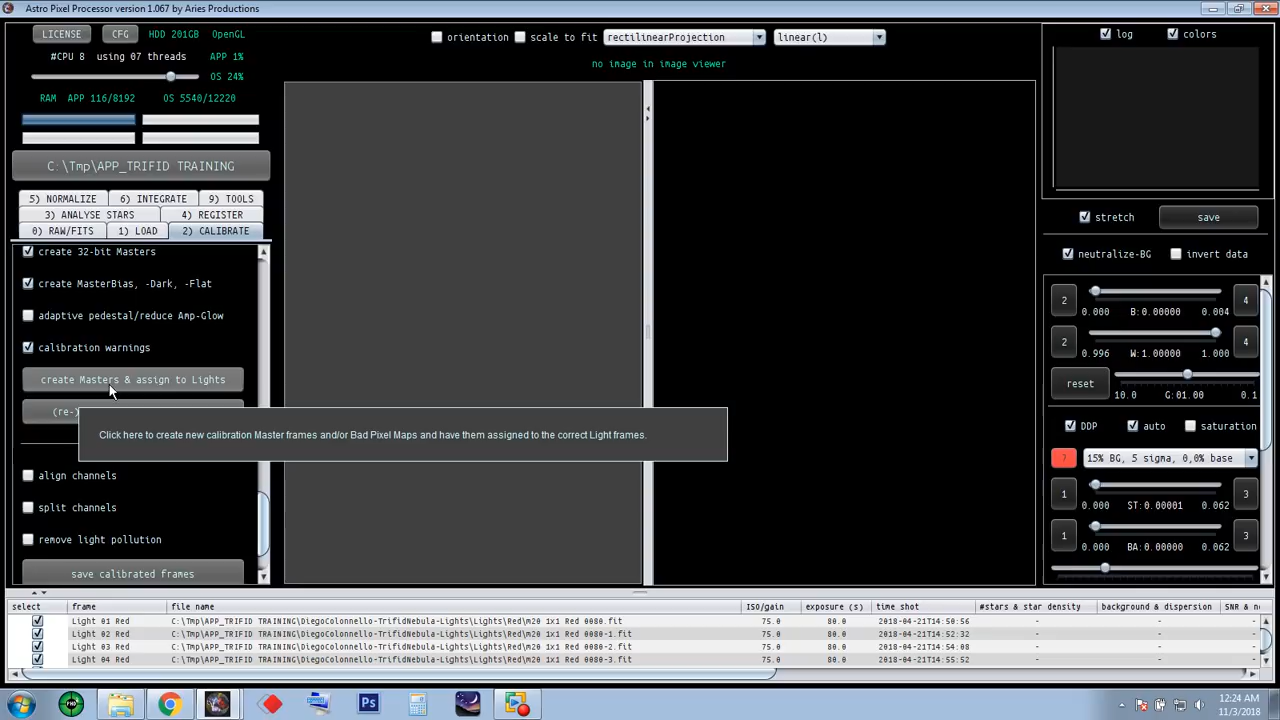 Astro Pixel Processor version 1.067 by Aries Productions
LICENSE CFG HDD 201GB OpenGL
#CPU 8 using 07 threads APP 1%
OS 24%
RAM APP 116/8192 OS 5540/12220
C:\Tmp\APP_TRIFID TRAINING
5) NORMALIZE 6) INTEGRATE 9) TOOLS
3) ANALYSE STARS 4) REGISTER
0) RAW/FITS 1) LOAD 2) CALIBRATE
create 32-bit Masters
create MasterBias, -Dark, -Flat
adaptive pedestal/reduce Amp-Glow
calibration warnings
create Masters & assign to Lights
(re-)
Click here to create new calibration Master frames and/or Bad Pixel Maps and have them assigned to the correct Light frames.
align channels
split channels
remove light pollution
save calibrated frames
orientation scale to fit rectilinearProjection linear(l)
no image in image viewer
log colors
stretch save
neutralize-BG invert data
2 4
0.000 B:0.00000 0.004
2 4
0.996 W:1.00000 1.000
reset 10.0 G:01.00 0.1
DDP auto saturation
? 15% BG, 5 sigma, 0,0% base
1 3
0.000 ST:0.00001 0.062
1 3
0.000 BA:0.00000 0.062
select frame file name ISO/gain exposure (s) time shot #stars & star density background & dispersion SNR & no
Light 01 Red C:\Tmp\APP_TRIFID TRAINING\DiegoColonnello-TrifidNebula-Lights\Lights\Red\m20 1x1 Red 0080.fit 75.0 80.0 2018-04-21T14:50:56 - -
Light 02 Red C:\Tmp\APP_TRIFID TRAINING\DiegoColonnello-TrifidNebula-Lights\Lights\Red\m20 1x1 Red 0080-1.fit 75.0 80.0 2018-04-21T14:52:32 - -
Light 03 Red C:\Tmp\APP_TRIFID TRAINING\DiegoColonnello-TrifidNebula-Lights\Lights\Red\m20 1x1 Red 0080-2.fit 75.0 80.0 2018-04-21T14:54:08 - -
Light 04 Red C:\Tmp\APP_TRIFID TRAINING\DiegoColonnello-TrifidNebula-Lights\Lights\Red\m20 1x1 Red 0080-3.fit 75.0 80.0 2018-04-21T14:55:52 - -
Ps
12:24 AM
11/3/2018